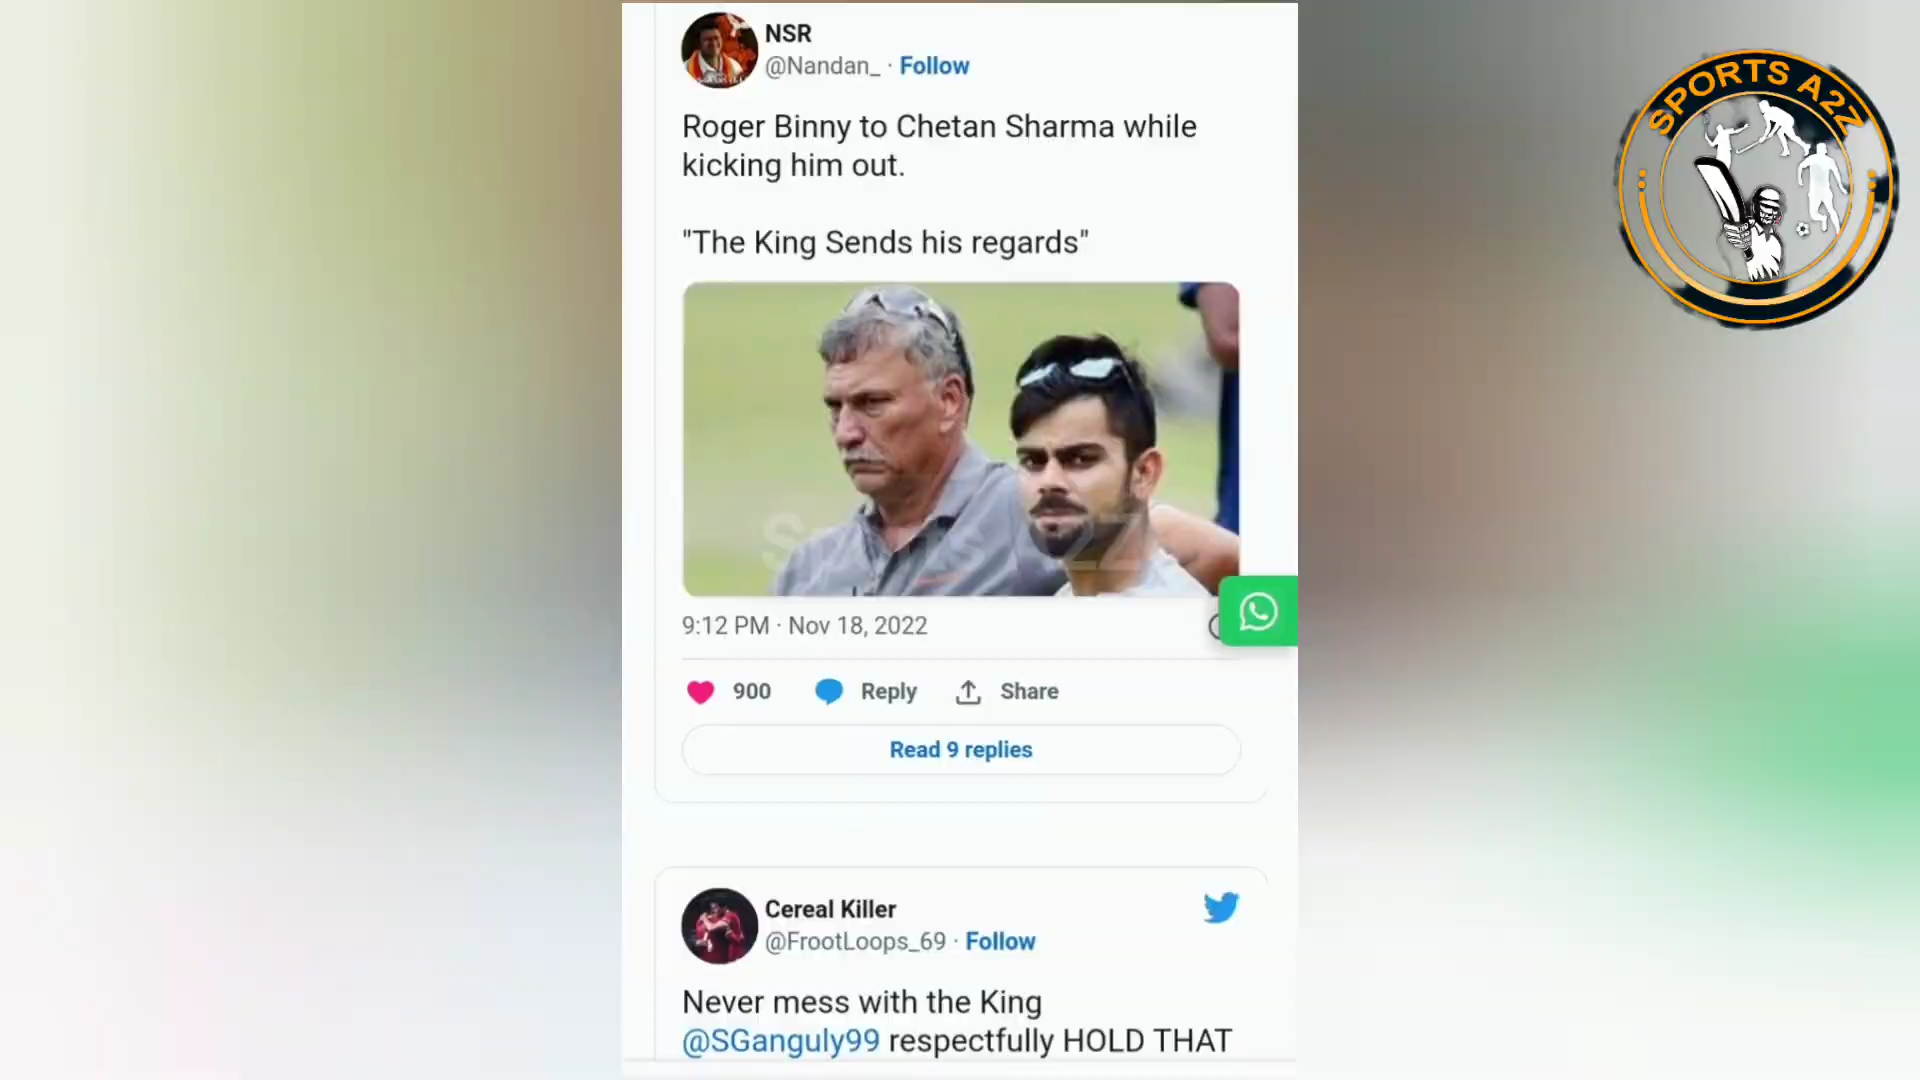 NSR
@Nandan_ · Follow
SPORTS A2Z
Roger Binny to Chetan Sharma while
kicking him out.
"The King Sends his regards"
Sports A2Z
9:12 PM · Nov 18, 2022
900 Reply Share
Read 9 replies
Cereal Killer
@FrootLoops_69 · Follow
Never mess with the King
@SGanguly99 respectfully HOLD THAT